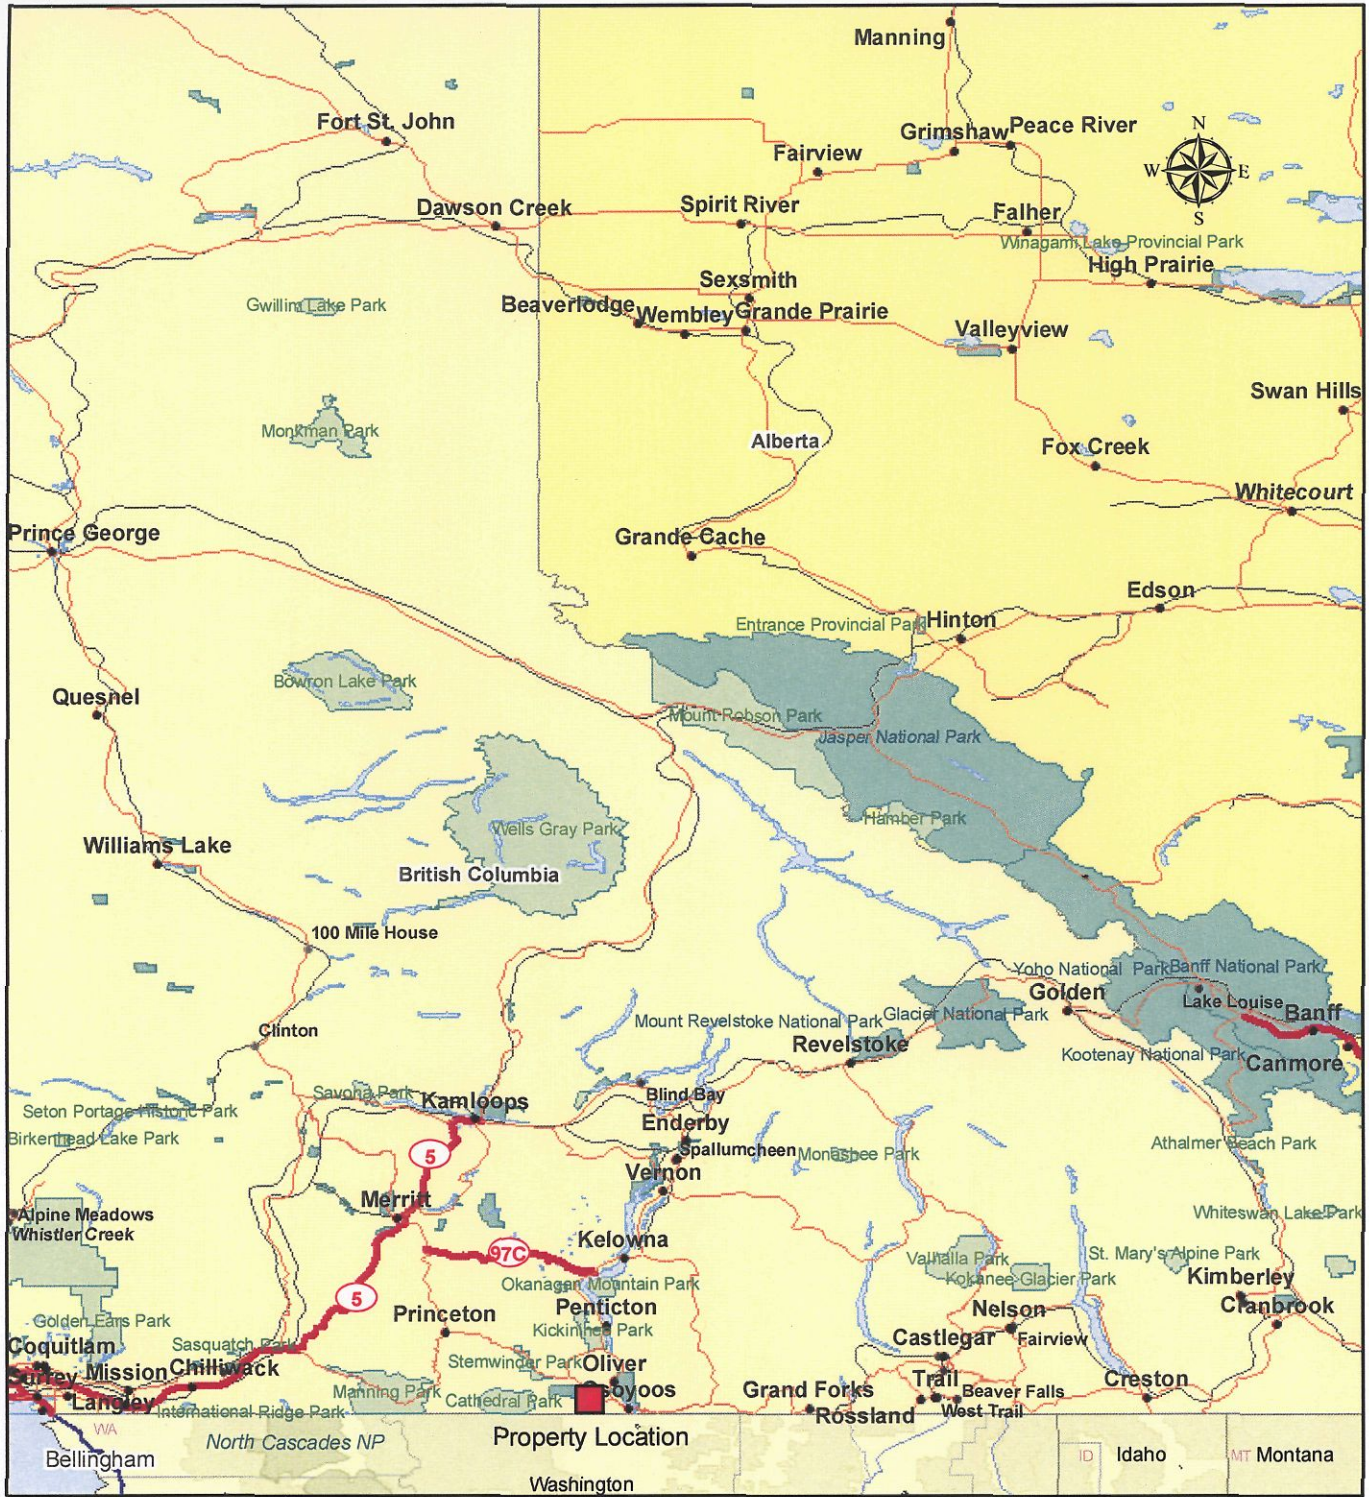 Manning
Fort St. John
Grimshaw
Peace River
N
Fairview
W
E
S
Dawson Creek
Spirit River
Falher
Winagami Lake Provincial Park
High Prairie
Sexsmith
Gwillim Lake Park
Beaverlodge
Wembley
Grande Prairie
Valleyview
Swan Hills
Monkman Park
Alberta
Fox Creek
Whitecourt
Prince George
Grande Cache
Edson
Entrance Provincial Park
Hinton
Bowron Lake Park
Quesnel
Mount Robson Park
Jasper National Park
Hamber Park
Wells Gray Park
Williams Lake
British Columbia
100 Mile House
Yoho National Park
Banff National Park
Golden
Lake Louise
Banff
Mount Revelstoke National Park
Glacier National Park
Clinton
Revelstoke
Kootenay National Park
Canmore
Savona Park
Kamloops
Blind Bay
Seton Portage Historic Park
Enderby
Birkenhead Lake Park
Spallumcheen
Monashee Park
Athalmer Beach Park
5
Vernon
Merritt
Alpine Meadows
Whistler Creek
Whiteswan Lake Park
Kelowna
97C
Valhalla Park
St. Mary's Alpine Park
Okanagan Mountain Park
Kokanee Glacier Park
Kimberley
5
Penticton
Cranbrook
Golden Ears Park
Princeton
Kickininee Park
Nelson
Sasquatch Park
Castlegar
Fairview
Coquitlam
Mission
Chilliwack
Stemwinder Park
Oliver
Surrey
Trail
Creston
Manning Park
Cathedral Park
Grand Forks
Beaver Falls
Langley
International Ridge Park
Rossland
West Trail
WA
North Cascades NP
Property Location
Bellingham
Washington
ID
Idaho
MT
Montana